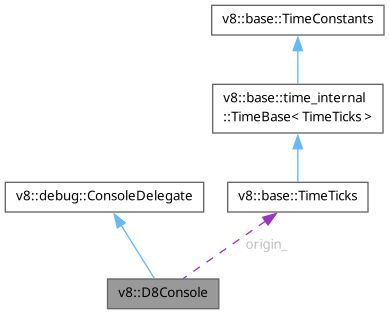 v8::base::TimeConstants
v8::base::time_internal
::TimeBase< TimeTicks >
v8::debug::ConsoleDelegate
v8::base::TimeTicks
origin_
v8::D8Console